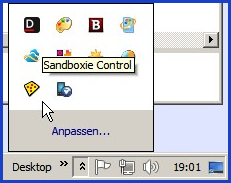 D
B
Sandboxie Control
Anpassen...
Desktop »
19:01